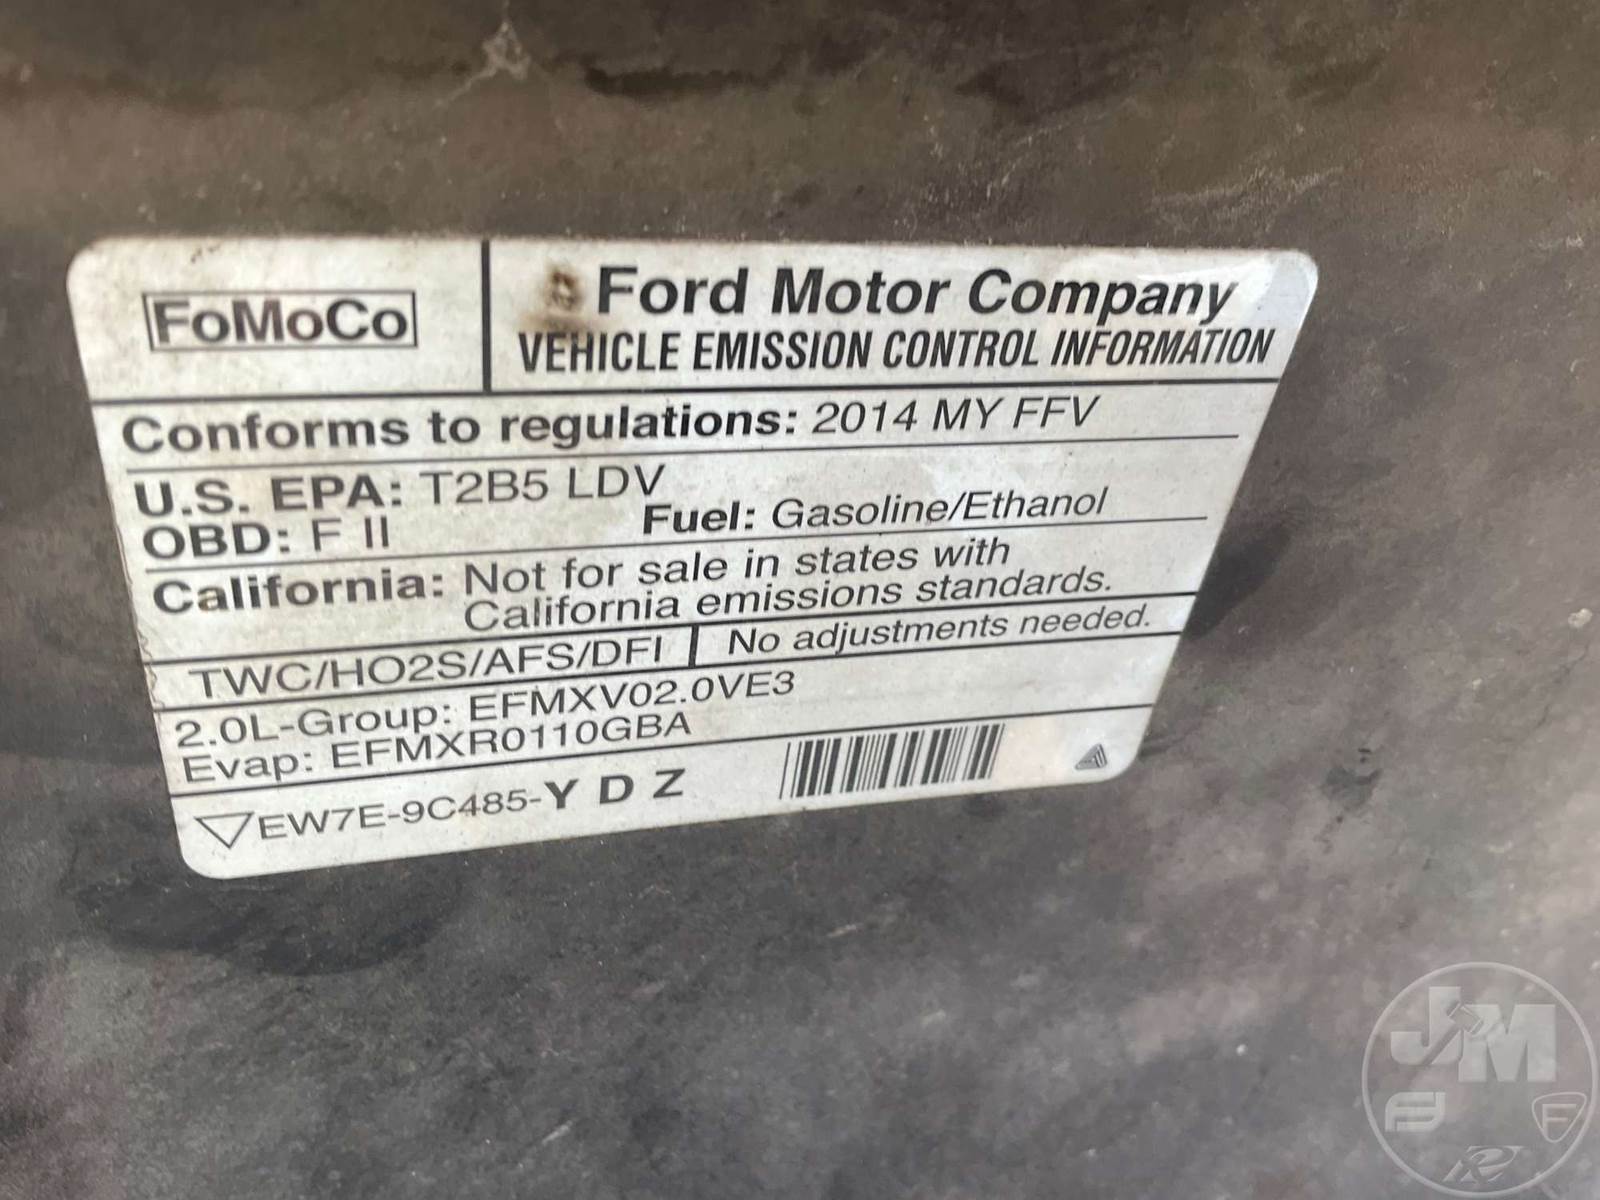 FoMoCo
Ford Motor Company
VEHICLE EMISSION CONTROL INFORMATION
Conforms to regulations: 2014 MY FFV
U.S. EPA: T2B5 LDV
OBD: F II
Fuel: Gasoline/Ethanol
California: Not for sale in states with
California emissions standards.
TWC/HO2S/AFS/DFI
No adjustments needed.
2.0L-Group: EFMXV02.0VE3
Evap: EFMXR0110GBA
EW7E-9C485-Y D Z
J M
F